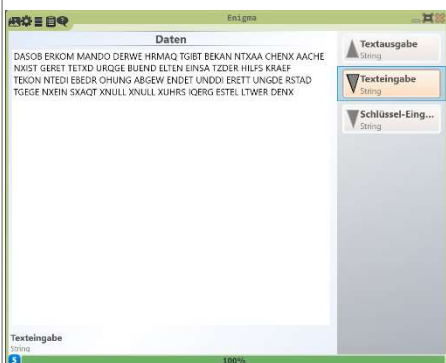 Enigma
Daten
DASOB ERKOM MANDO DERWE HRMAQ TGIBT BEKAN NTXAA CHENX AACHE
NXIST GERET TETXD URQGE BUEND ELTEN EINSA TZDER HILFS KRAEF
TEKON NTEDI EBEDR OHUNG ABGEW ENDET UNDDI ERETT UNGDE RSTAD
TGEGE NXEIN SXAQT XNULL XNULL XUHRS IQERG ESTEL LTWER DENX
Textausgabe
String
Texteingabe
String
Schlüssel-Eing...
String
Texteingabe
String
S
100%